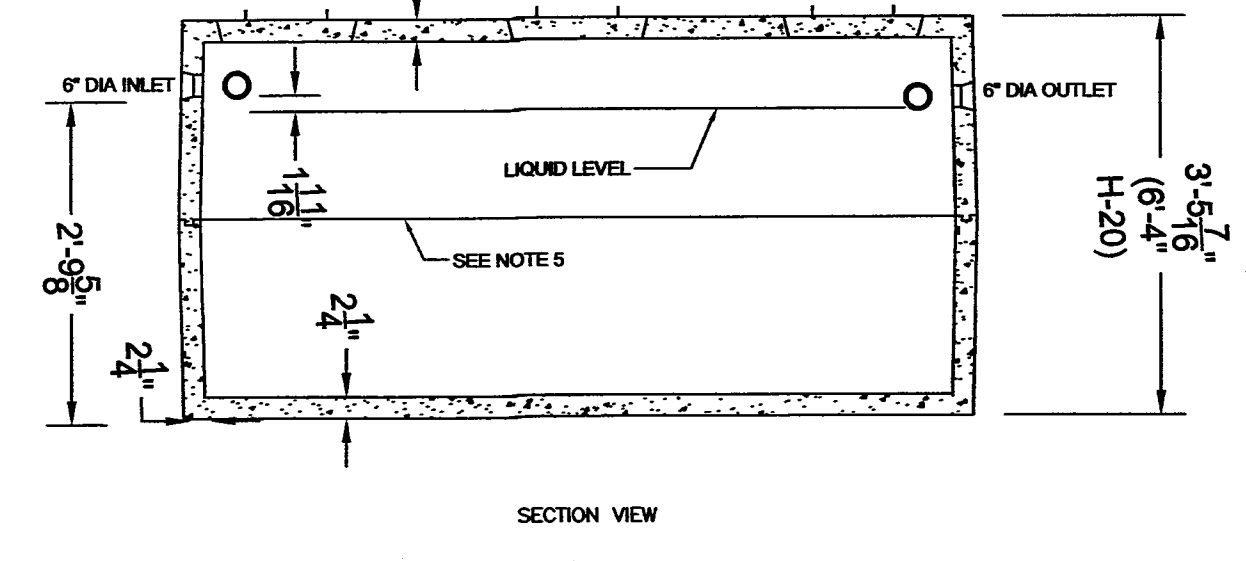 6" DIA INLET
6" DIA OUTLET
LIQUID LEVEL
1 11/16"
SEE NOTE 5
2'-9 5/8"
2 1/4"
2 1/4"
3'-5 7/16"
(6'-4"
H-20)
SECTION VIEW